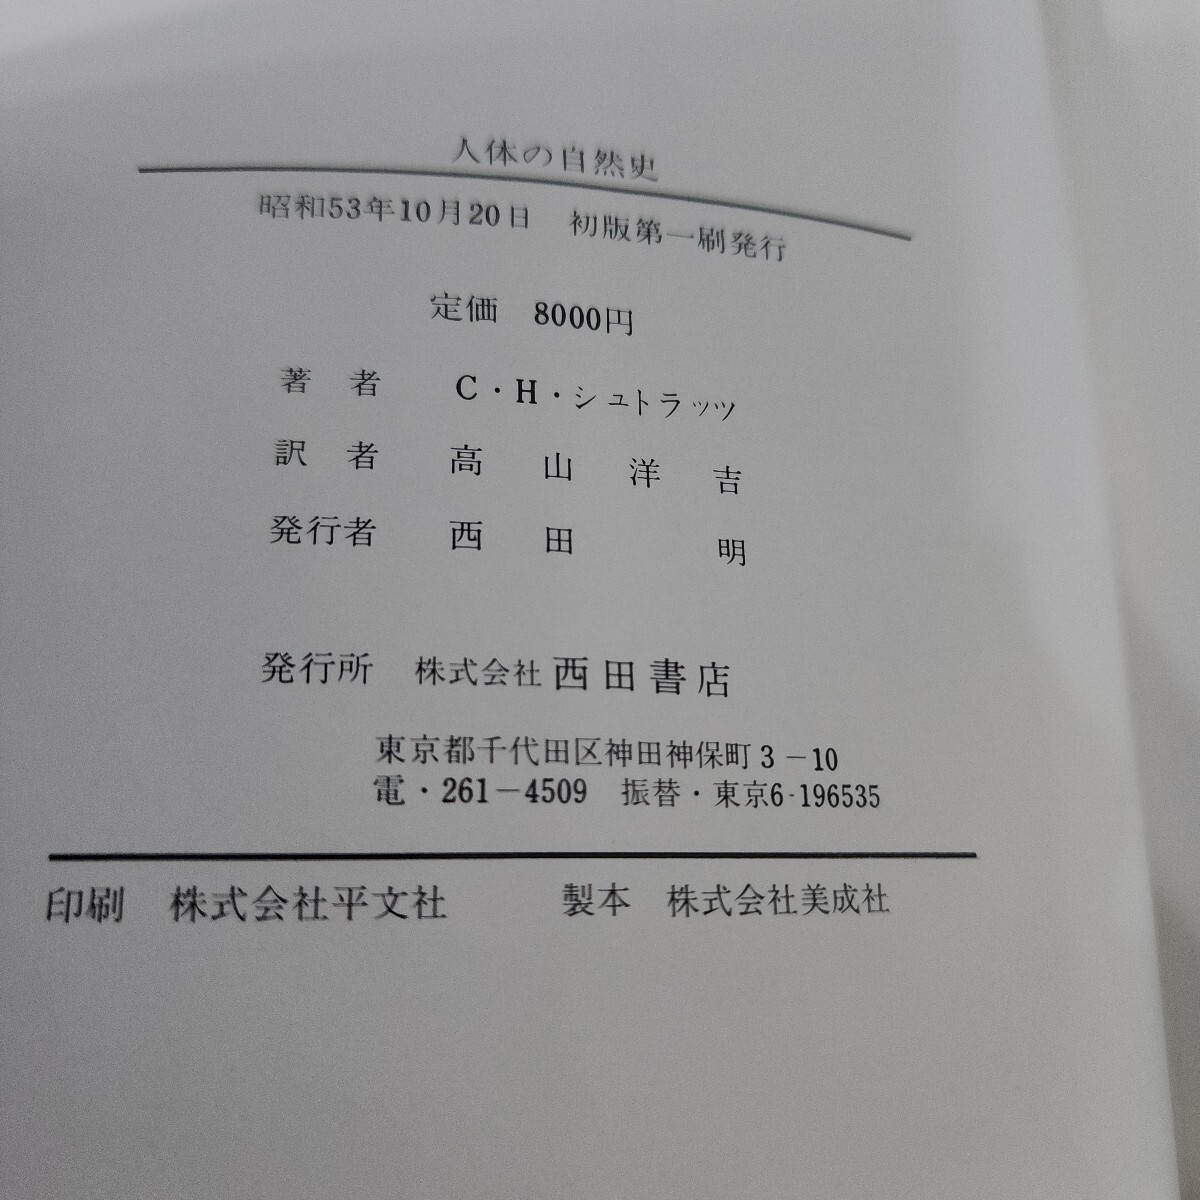 人体の自然史
昭和53年10月20日　初版第一刷発行
定価　8000円
著　者　C・H・シュトラッツ
訳　者　高山洋吉
発行者　西田　明
発行所　株式会社西田書店
東京都千代田区神田神保町3－10
電・261－4509　振替・東京6-196535
印刷　株式会社平文社　製本　株式会社美成社